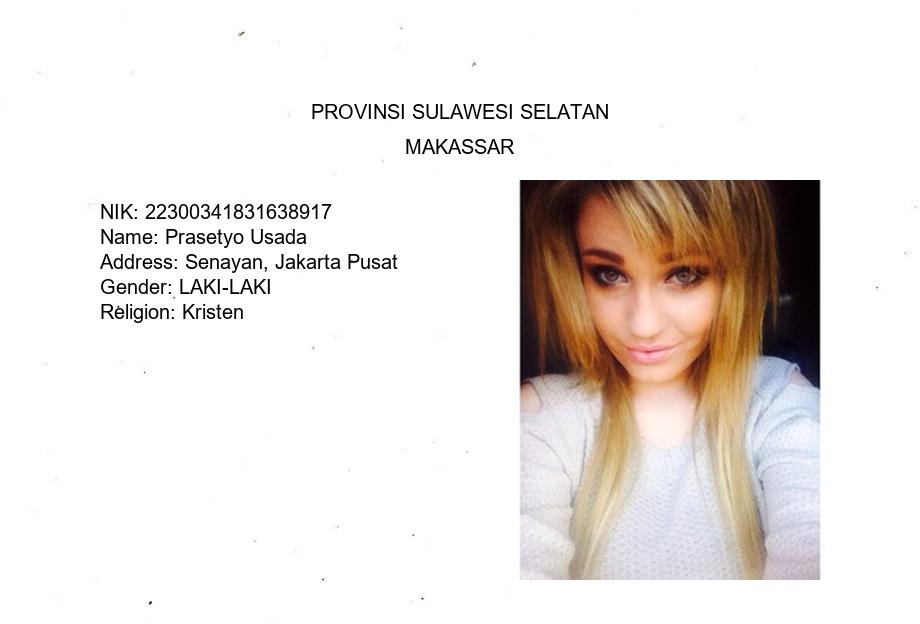 PROVINSI SULAWESI SELATAN
MAKASSAR
NIK: 22300341831638917
Name: Prasetyo Usada
Address: Senayan, Jakarta Pusat
Gender: LAKI-LAKI
Religion: Kristen